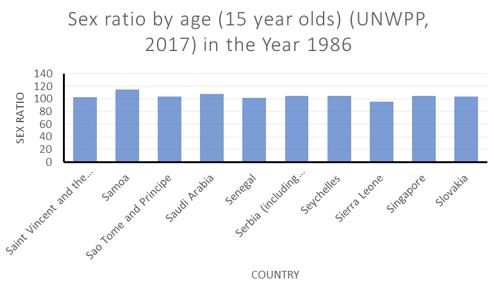 Sex ratio by age (15 year olds) (UNWPP,
2017) in the Year 1986
140
120
100
80
60
40
20
0
SEX RATIO
Saint Vincent and the...
Samoa
Sao Tome and Principe
Saudi Arabia
Senegal
Serbia (including...
Seychelles
Sierra Leone
Singapore
Slovakia
COUNTRY